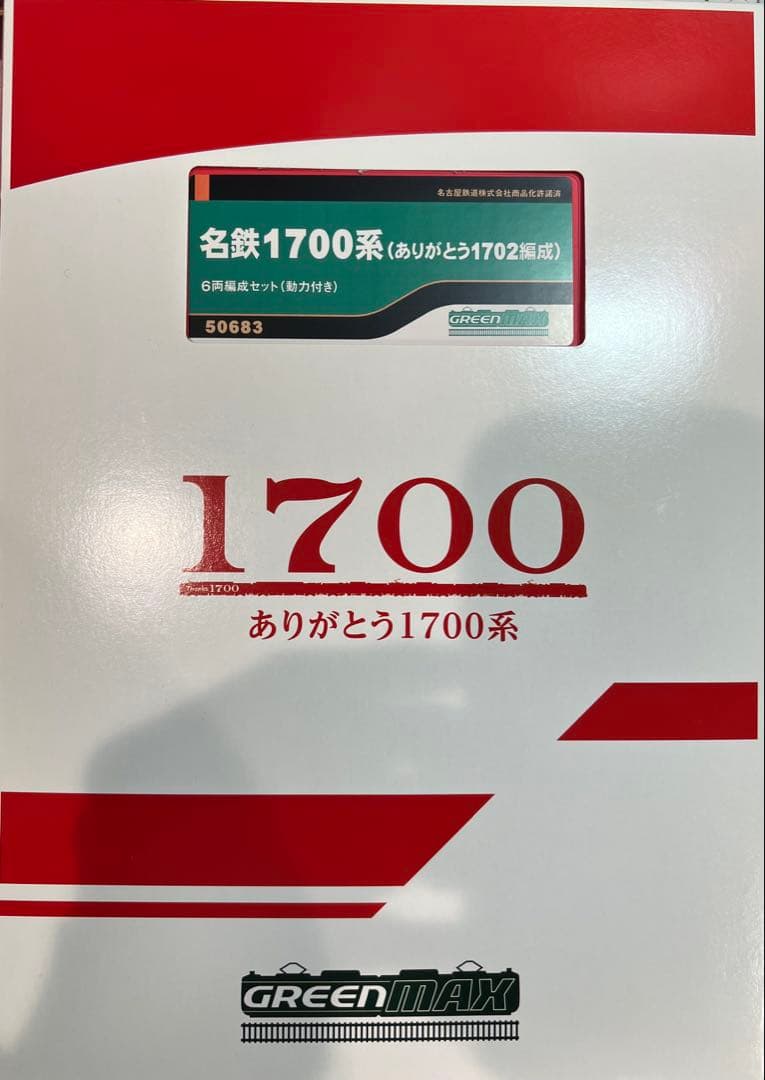 名古屋鉄道株式会社商品化許諾済
名鉄1700系(ありがとう1702編成)
6両編成セット(動力付き)
50683
GREENMAX
1700
Thanks 1700
ありがとう1700系
GREENMAX